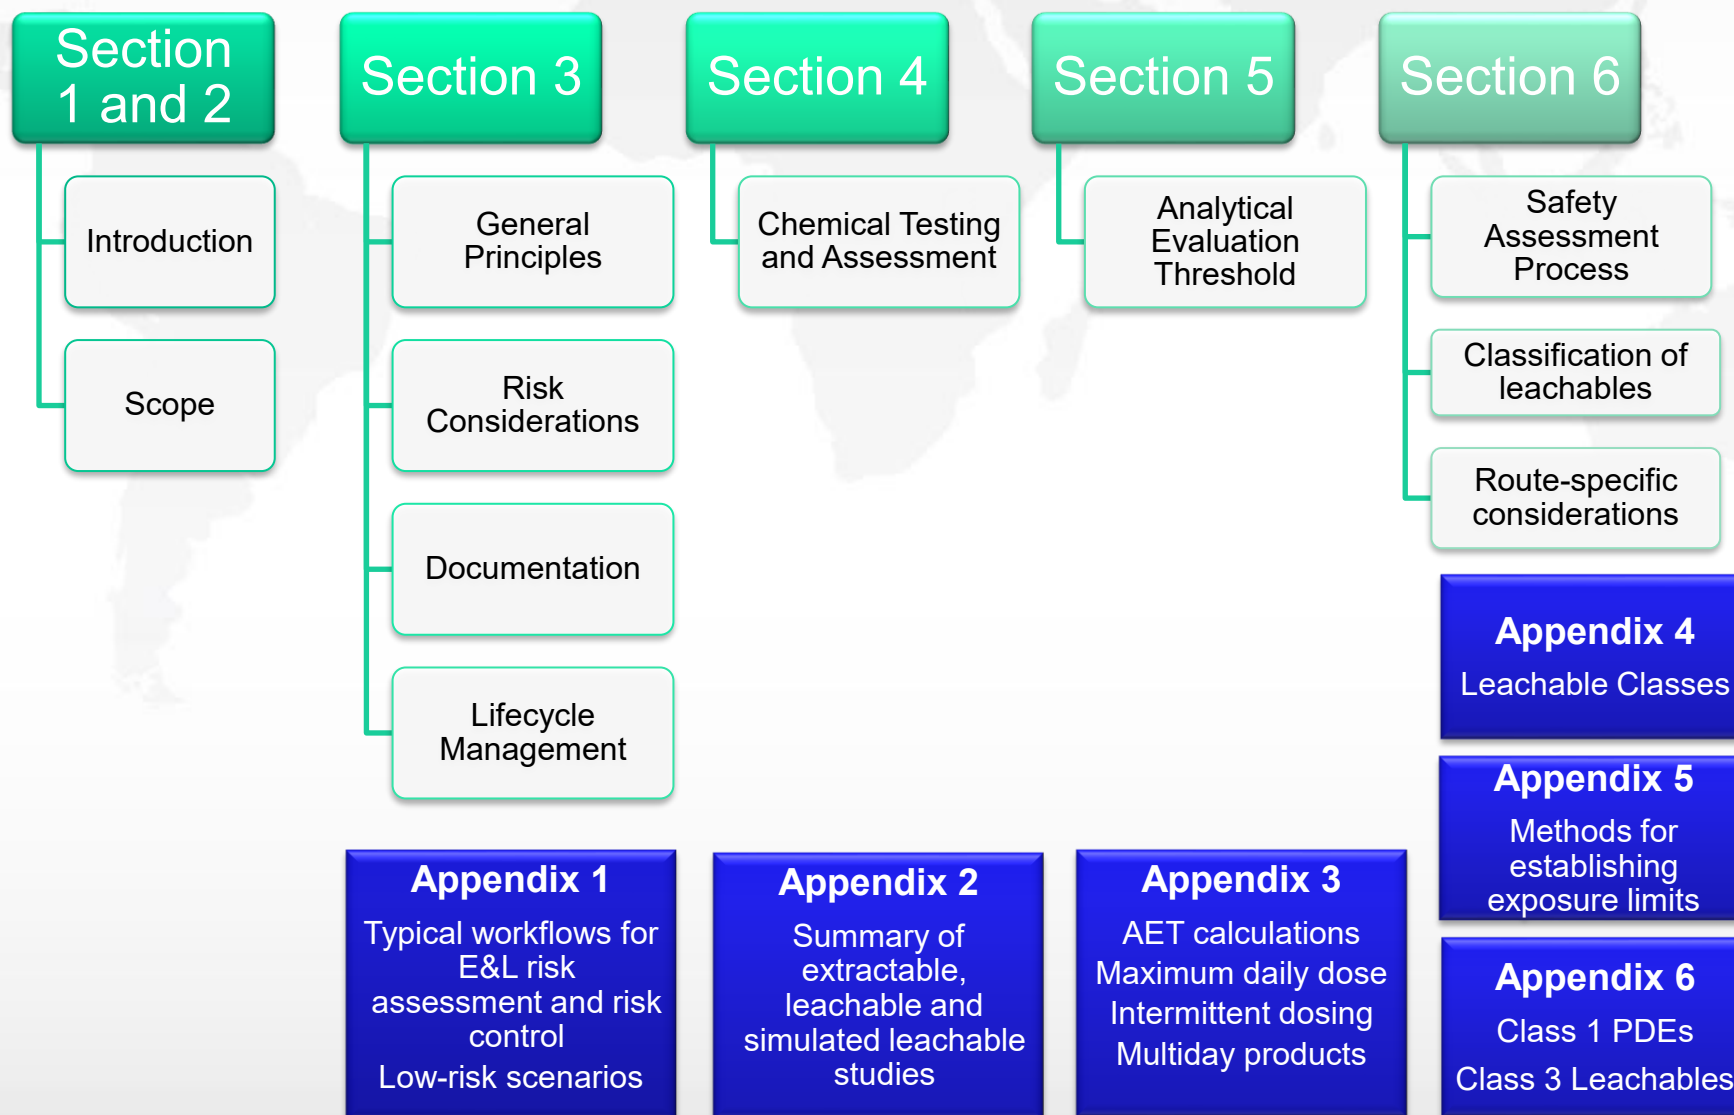 Section
1 and 2
Introduction
Scope
Section 3
General
Principles
Risk
Considerations
Documentation
Lifecycle
Management
Section 4
Chemical Testing
and Assessment
Section 5
Analytical
Evaluation
Threshold
Section 6
Safety
Assessment
Process
Classification of
leachables
Route-specific
considerations
Appendix 1
Typical workflows for
E&L risk
assessment and risk
control
Low-risk scenarios
Appendix 2
Summary of
extractable,
leachable and
simulated leachable
studies
Appendix 3
AET calculations
Maximum daily dose
Intermittent dosing
Multiday products
Appendix 4
Leachable Classes
Appendix 5
Methods for
establishing
exposure limits
Appendix 6
Class 1 PDEs
Class 3 Leachables